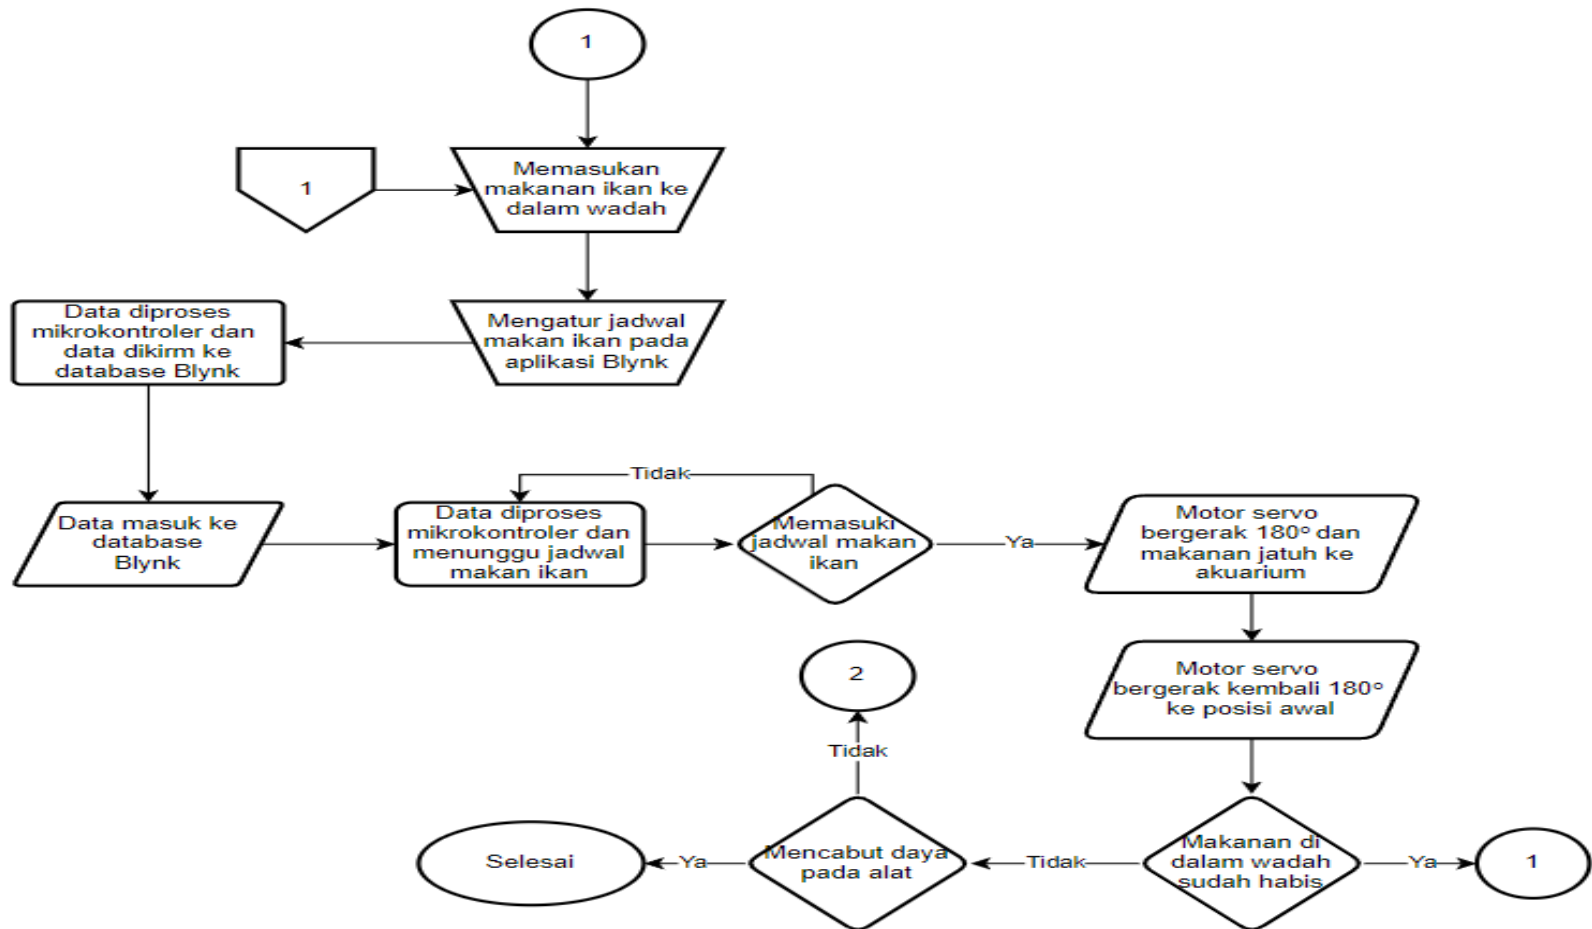 1
1
Memasukan
makanan ikan ke
dalam wadah
Mengatur jadwal
makan ikan pada
aplikasi Blynk
Data diproses
mikrokontroler dan
data dikirm ke
database Blynk
Data masuk ke
database
Blynk
Data diproses
mikrokontroler dan
menunggu jadwal
makan ikan
Tidak
Memasuki
jadwal makan
ikan
Ya
Motor servo
bergerak 180° dan
makanan jatuh ke
akuarium
Motor servo
bergerak kembali 180°
ke posisi awal
Makanan di
dalam wadah
sudah habis
Ya
1
Tidak
Mencabut daya
pada alat
Tidak
2
Ya
Selesai